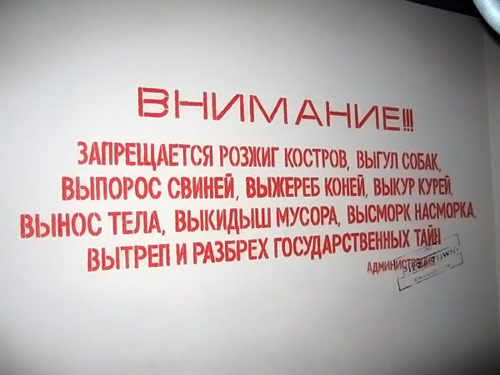 ВНИМАНИЕ!!!
ЗАПРЕЩАЕТСЯ РОЗЖИГ КОСТРОВ, ВЫГУЛ СОБАК,
ВЫПОРОС СВИНЕЙ, ВЫЖЕРЕБ КОНЕЙ, ВЫКУР КУРЕЙ,
ВЫНОС ТЕЛА, ВЫКИДЫШ МУСОРА, ВЫСМОРК НАСМОРКА,
ВЫТРЕП И РАЗБРЕХ ГОСУДАРСТВЕННЫХ ТАЙН
АДМИНИСТРАЦИЯ